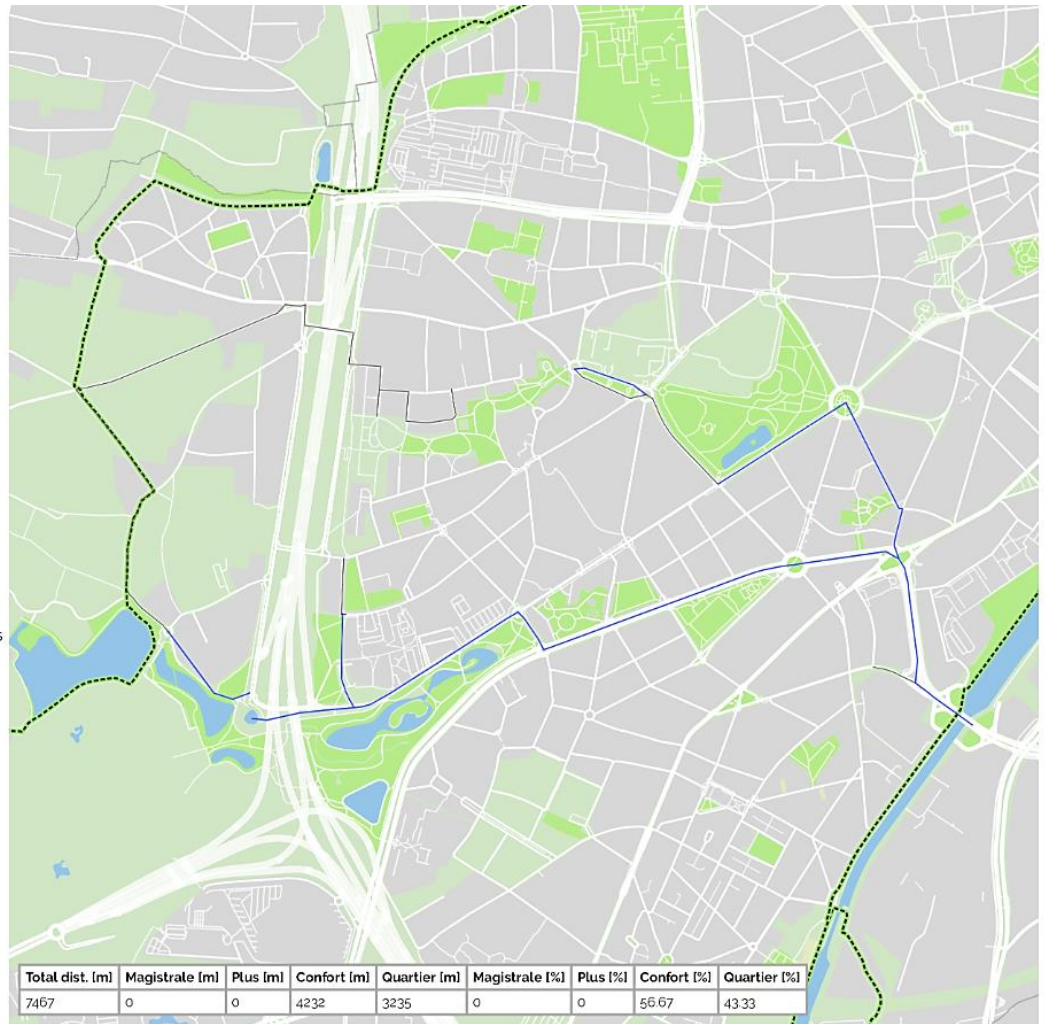 s
Total dist. [m] Magistrale [m] Plus [m] Confort [m] Quartier [m] Magistrale [%] Plus [%] Confort [%] Quartier [%]
7467 0 0 4232 3235 0 0 56.67 43.33